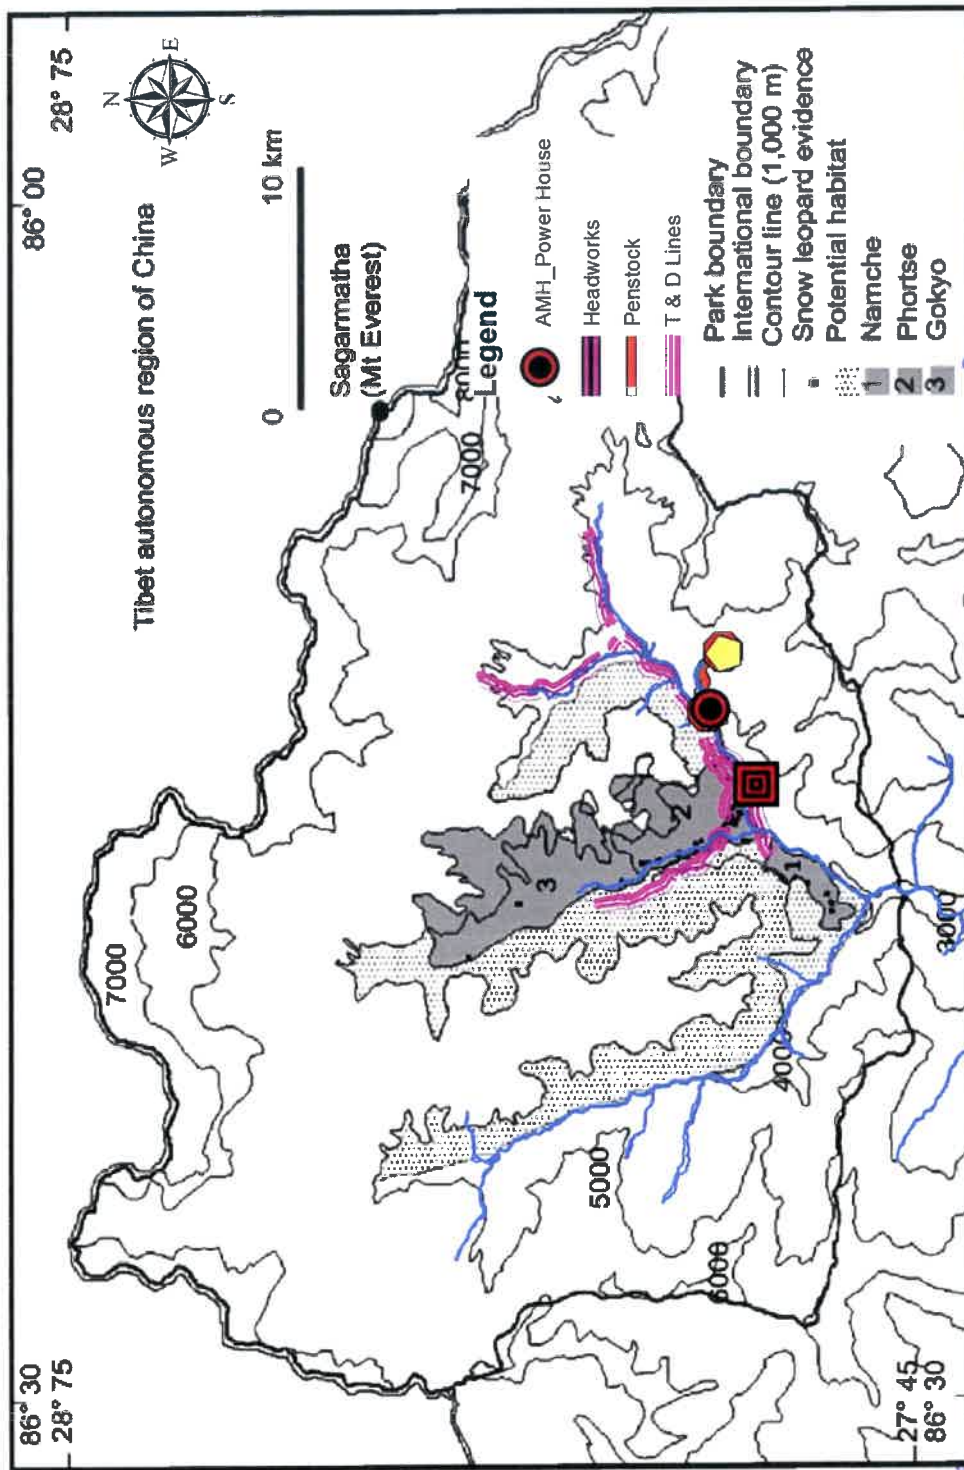 86° 30
28° 75
86° 00
28° 75
N
E
S
W
Tibet autonomous region of China
0
10 km
Sagarmatha
(Mt Everest)
7000
6000
7000
Legend
AMH_Power House
Headworks
Penstock
T & D Lines
Park boundary
International boundary
Contour line (1,000 m)
Snow leopard evidence
Potential habitat
1 Namche
2 Phortse
3 Gokyo
3
2
1
5000
4000
6000
3000
27° 45
86° 30